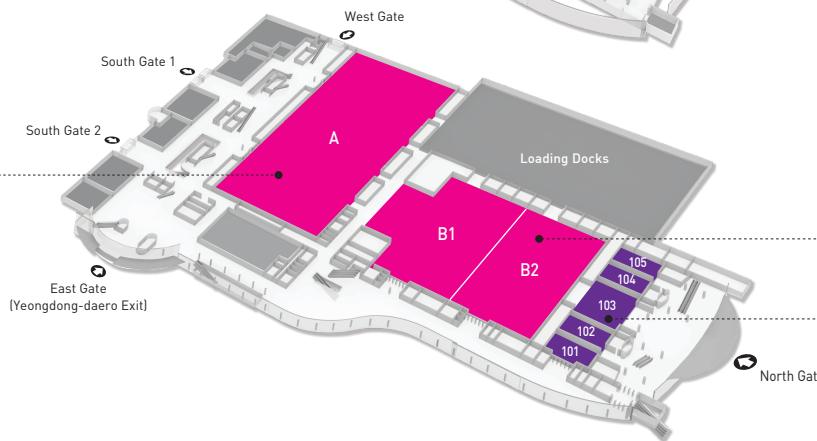 West Gate
South Gate 1
South Gate 2
A
Loading Docks
B1
B2
105
104
103
102
101
East Gate
(Yeongdong-daero Exit)
North Gat